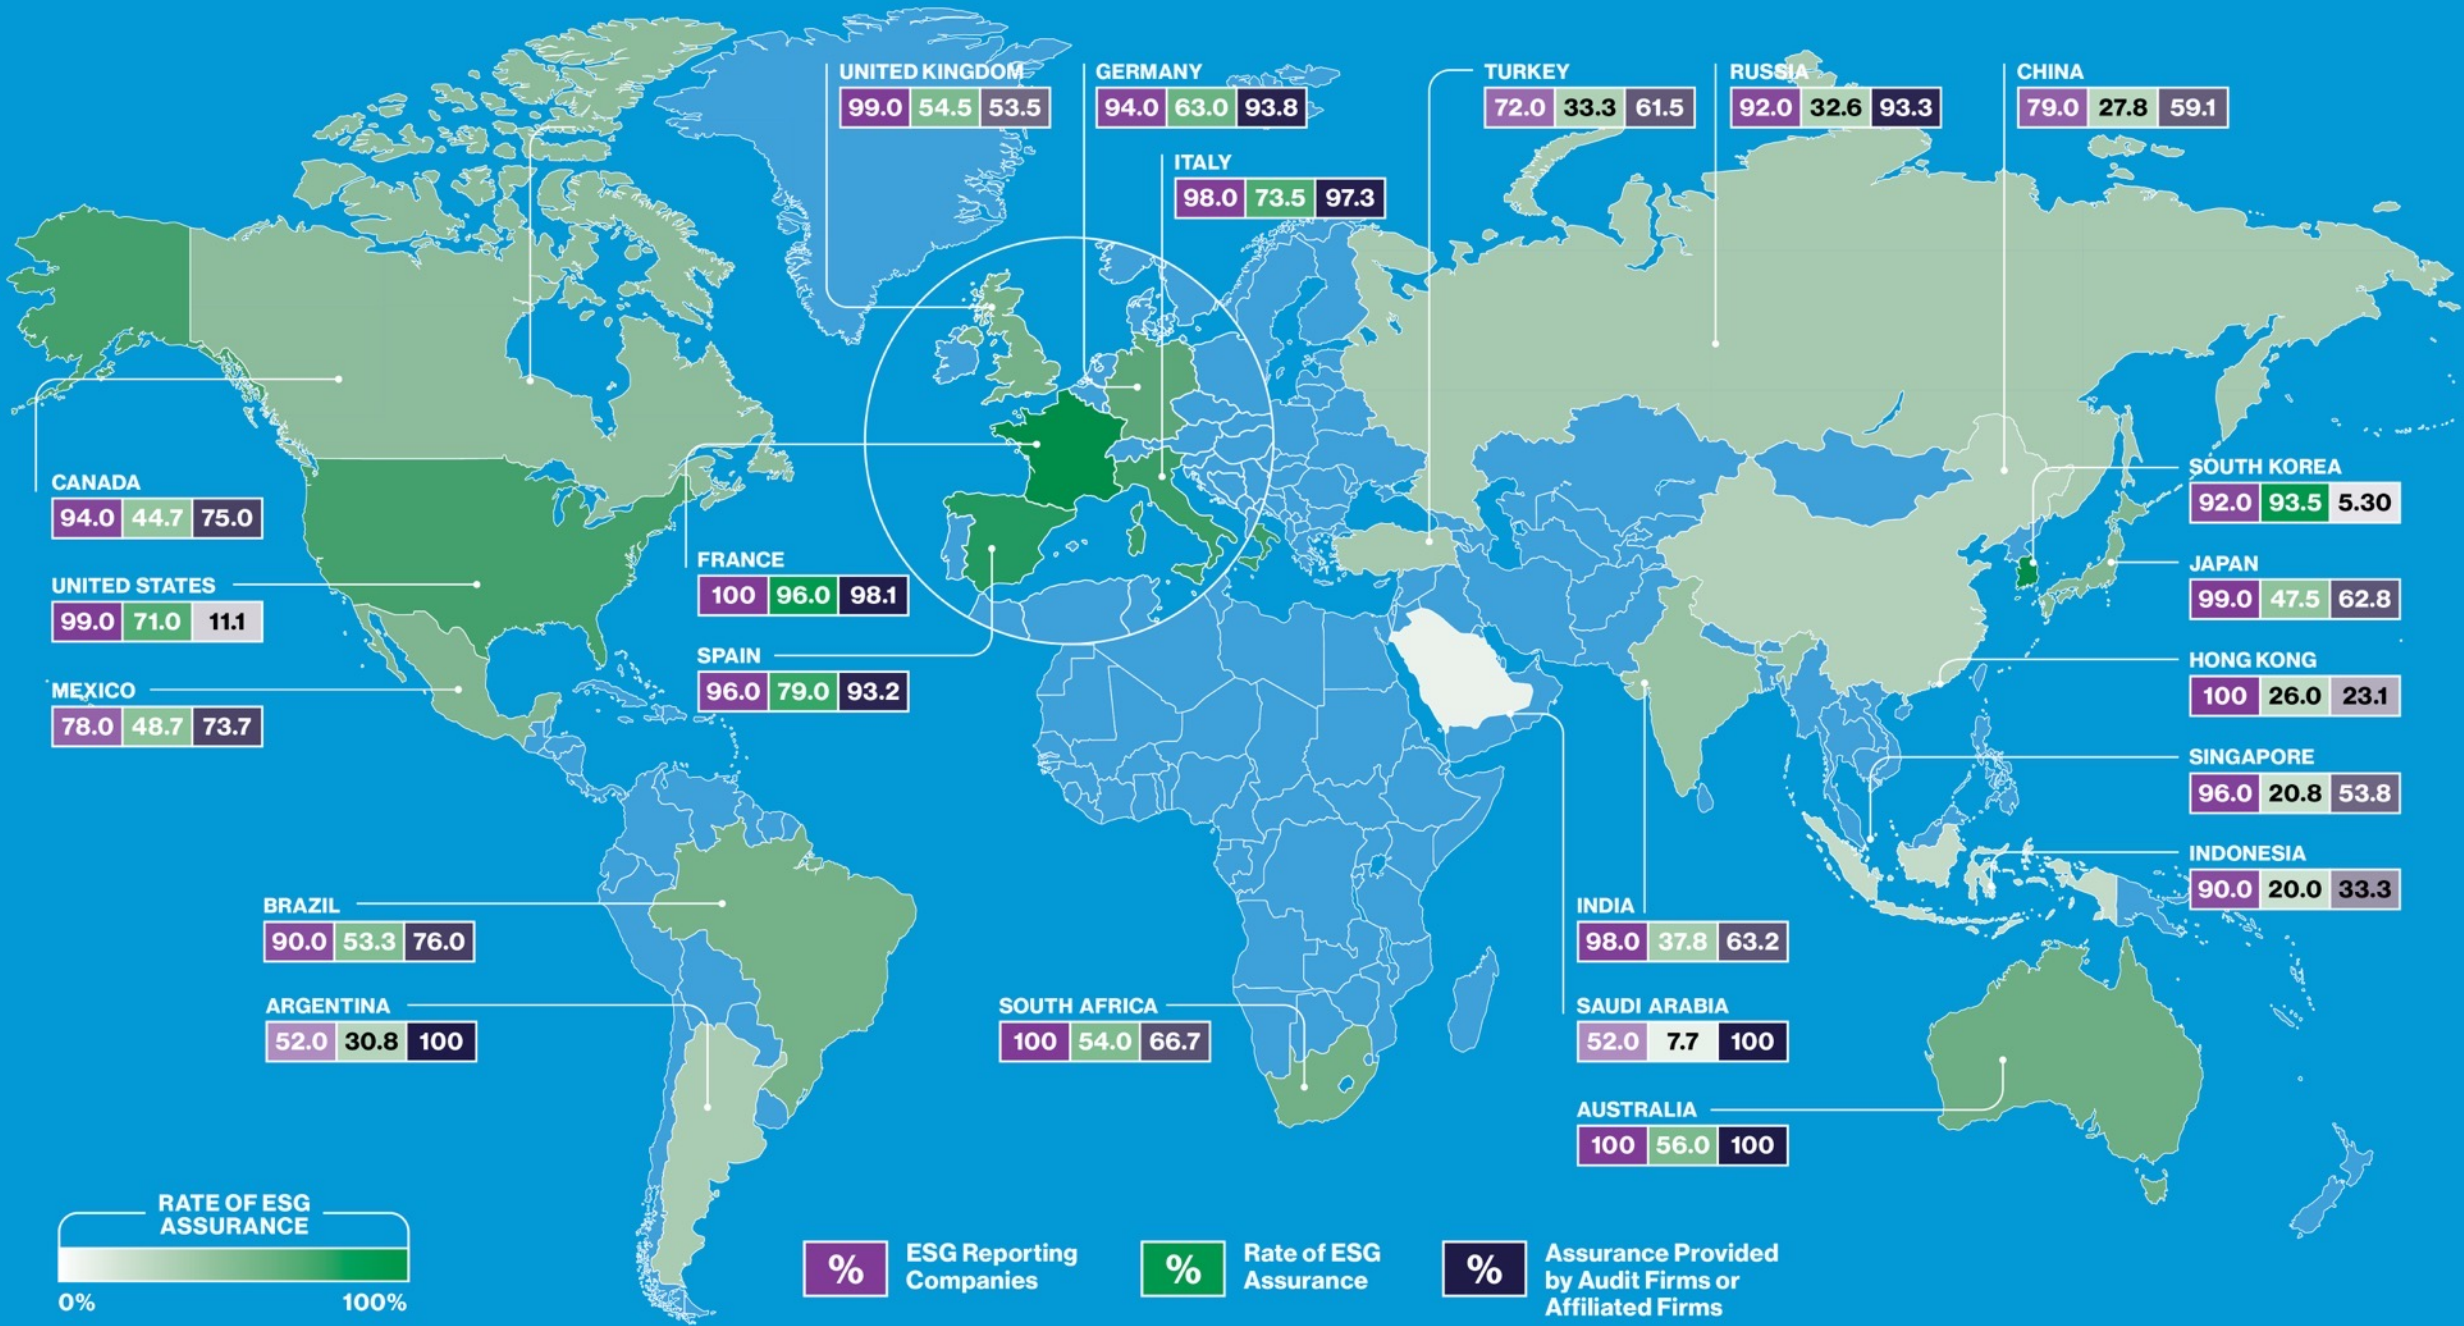 UNITED KINGDOM
99.0 54.5 53.5
GERMANY
94.0 63.0 93.8
TURKEY
72.0 33.3 61.5
RUSSIA
92.0 32.6 93.3
CHINA
79.0 27.8 59.1
ITALY
98.0 73.5 97.3
CANADA
94.0 44.7 75.0
UNITED STATES
99.0 71.0 11.1
MEXICO
78.0 48.7 73.7
FRANCE
100 96.0 98.1
SPAIN
96.0 79.0 93.2
SOUTH KOREA
92.0 93.5 5.30
JAPAN
99.0 47.5 62.8
HONG KONG
100 26.0 23.1
SINGAPORE
96.0 20.8 53.8
INDONESIA
90.0 20.0 33.3
BRAZIL
90.0 53.3 76.0
ARGENTINA
52.0 30.8 100
SOUTH AFRICA
100 54.0 66.7
INDIA
98.0 37.8 63.2
SAUDI ARABIA
52.0 7.7 100
AUSTRALIA
100 56.0 100
RATE OF ESG
ASSURANCE
0% 100%
%
ESG Reporting
Companies
%
Rate of ESG
Assurance
%
Assurance Provided
by Audit Firms or
Affiliated Firms